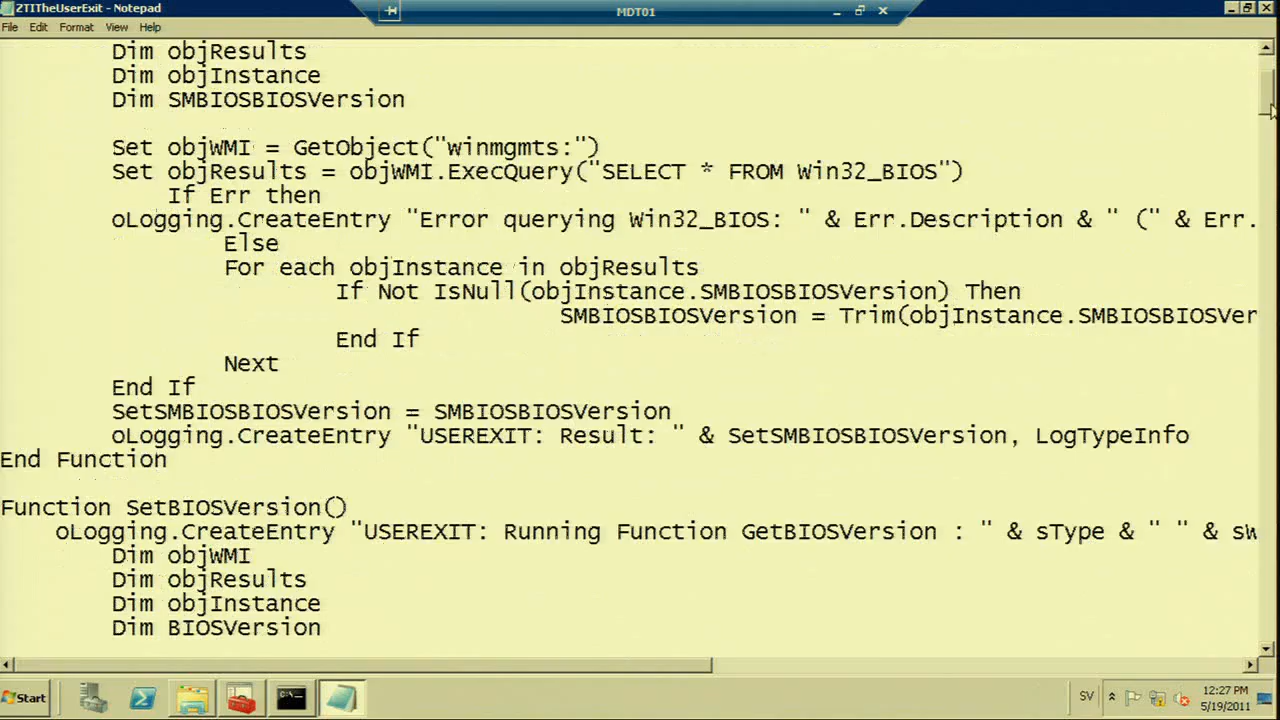 ZTITheUserExit - Notepad
MDT01
File Edit Format View Help
Dim objResults
Dim objInstance
Dim SMBIOSBIOSVersion
Set objWMI = GetObject("winmgmts:")
Set objResults = objWMI.ExecQuery("SELECT * FROM Win32_BIOS")
If Err then
oLogging.CreateEntry "Error querying Win32_BIOS: " & Err.Description & " (" & Err.
Else
For each objInstance in objResults
If Not IsNull(objInstance.SMBIOSBIOSVersion) Then
SMBIOSBIOSVersion = Trim(objInstance.SMBIOSBIOSVer
End If
Next
End If
SetSMBIOSBIOSVersion = SMBIOSBIOSVersion
oLogging.CreateEntry "USEREXIT: Result: " & SetSMBIOSBIOSVersion, LogTypeInfo
End Function
Function SetBIOSVersion()
oLogging.CreateEntry "USEREXIT: Running Function GetBIOSVersion : " & sType & " " & sW
Dim objWMI
Dim objResults
Dim objInstance
Dim BIOSVersion
Start
SV
12:27 PM
5/19/2011